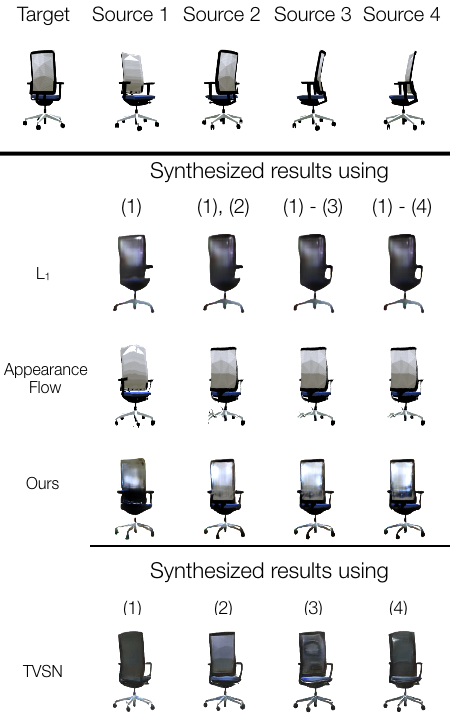 Target Source 1 Source 2 Source 3 Source 4
Synthesized results using
(1) (1), (2) (1) - (3) (1) - (4)
L₁
Appearance
Flow
Ours
Synthesized results using
(1) (2) (3) (4)
TVSN